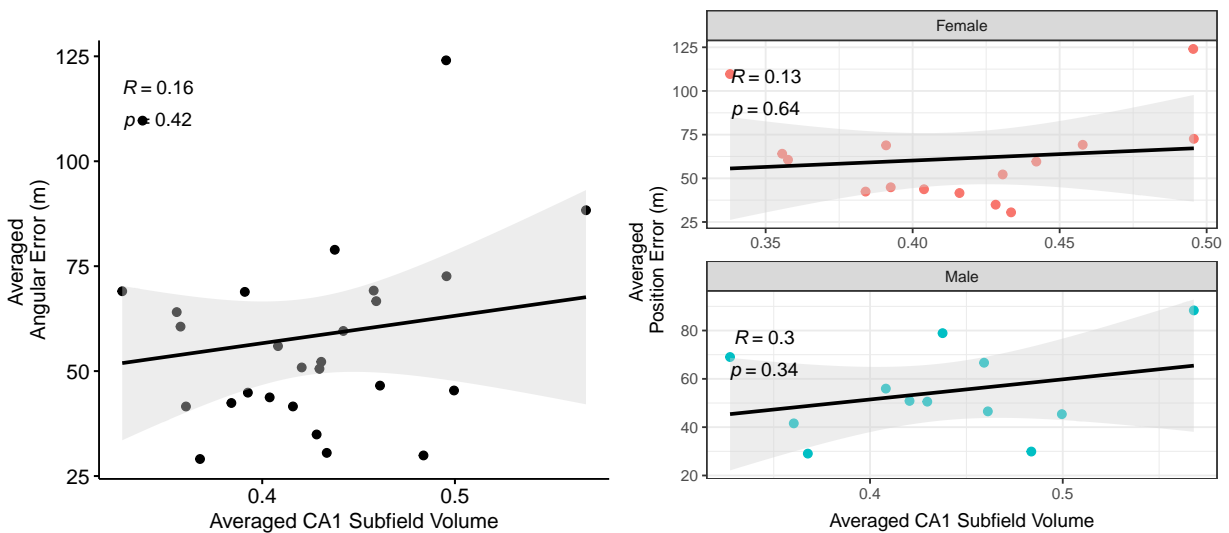 125
100
75
50
25
R = 0.16
p = 0.42
0.4
0.5
Averaged
Angular Error (m)
Averaged CA1 Subfield Volume
Female
125
100
75
50
25
R = 0.13
p = 0.64
0.35
0.40
0.45
0.50
Male
80
60
40
20
R = 0.3
p = 0.34
0.4
0.5
Averaged
Position Error (m)
Averaged CA1 Subfield Volume